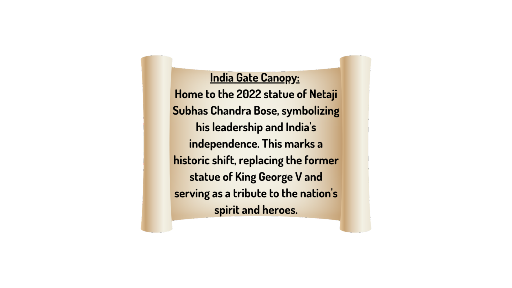 India Gate Canopy:
Home to the 2022 statue of Netaji
Subhas Chandra Bose, symbolizing
his leadership and India's
independence. This marks a
historic shift, replacing the former
statue of King George V and
serving as a tribute to the nation's
spirit and heroes.